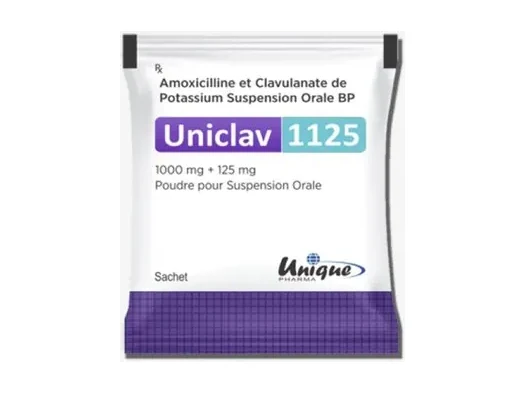 Rx
Amoxicilline et Clavulanate de
Potassium Suspension Orale BP
Uniclav 1125
1000 mg + 125 mg
Poudre pour Suspension Orale
Sachet
Unique
PHARMA